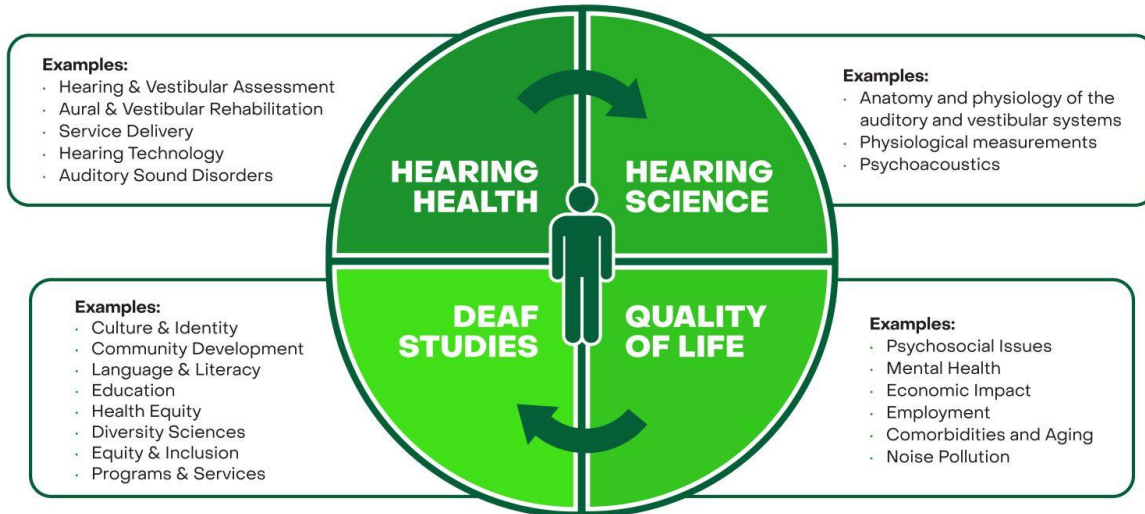 Examples:
· Hearing & Vestibular Assessment
· Aural & Vestibular Rehabilitation
· Service Delivery
· Hearing Technology
· Auditory Sound Disorders
HEARING
HEALTH
HEARING
SCIENCE
Examples:
· Anatomy and physiology of the
auditory and vestibular systems
· Physiological measurements
· Psychoacoustics
Examples:
· Culture & Identity
· Community Development
· Language & Literacy
· Education
· Health Equity
· Diversity Sciences
· Equity & Inclusion
· Programs & Services
DEAF
STUDIES
QUALITY
OF LIFE
Examples:
· Psychosocial Issues
· Mental Health
· Economic Impact
· Employment
· Comorbidities and Aging
· Noise Pollution